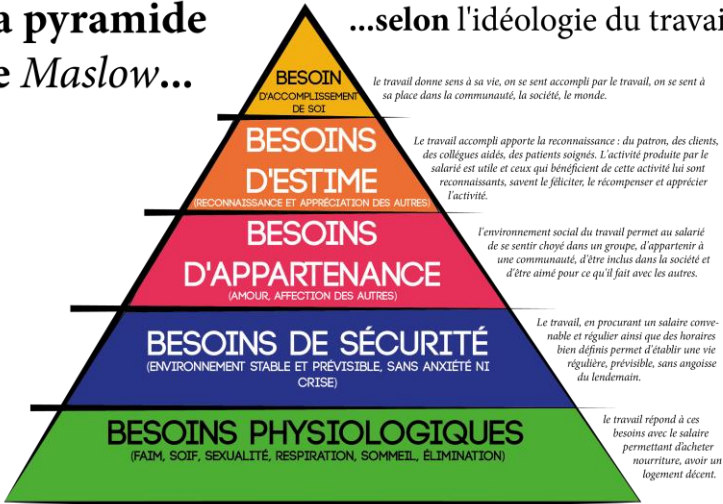 a pyramide
e Maslow...
...selon l'idéologie du travai
BESOIN
D'ACCOMPLISSEMENT
DE SOI
le travail donne sens à sa vie, on se sent accompli par le travail, on se sent à
sa place dans la communauté, la société, le monde.
BESOINS
D'ESTIME
(RECONNAISSANCE ET APPRÉCIATION DES AUTRES)
Le travail accompli apporte la reconnaissance : du patron, des clients,
des collègues aidés, des patients soignés. L'activité produite par le
salarié est utile et ceux qui bénéficient de cette activité lui sont
reconnaissants, savent le féliciter, le récompenser et apprécier
l'activité.
BESOINS
D'APPARTENANCE
(AMOUR, AFFECTION DES AUTRES)
l'environnement social du travail permet au salarié
de se sentir choyé dans un groupe, d'appartenir à
une communauté, d'être inclus dans la société et
d'être aimé pour ce qu'il fait avec les autres.
BESOINS DE SÉCURITÉ
(ENVIRONNEMENT STABLE ET PRÉVISIBLE, SANS ANXIÉTÉ NI
CRISE)
Le travail, en procurant un salaire conve-
nable et régulier ainsi que des horaires
bien définis permet d'établir une vie
régulière, prévisible, sans angoisse
du lendemain.
BESOINS PHYSIOLOGIQUES
(FAIM, SOIF, SEXUALITÉ, RESPIRATION, SOMMEIL, ÉLIMINATION)
le travail répond à ces
besoins avec le salaire
permettant d'acheter
nourriture, avoir un
logement décent.